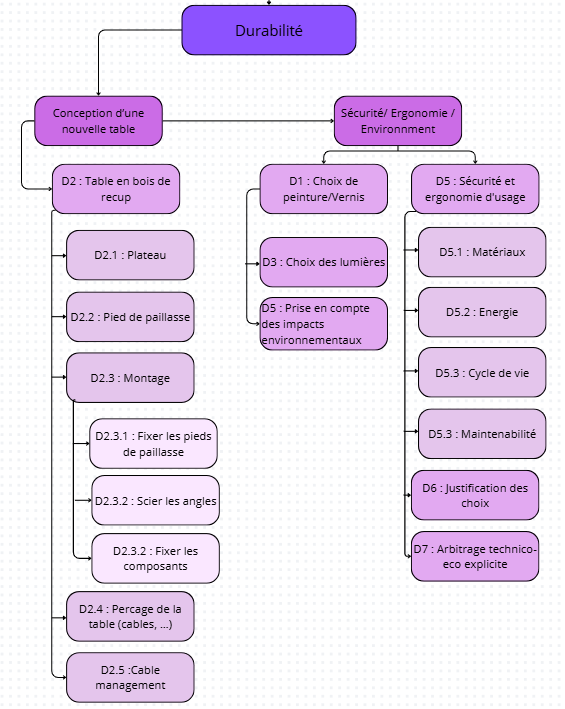 Durabilité
Conception d'une
nouvelle table
Sécurité/ Ergonomie /
Environnment
D2 : Table en bois de
recup
D2.1 : Plateau
D2.2 : Pied de paillasse
D2.3 : Montage
D2.3.1 : Fixer les pieds
de paillasse
D2.3.2 : Scier les angles
D2.3.2 : Fixer les
composants
D2.4 : Percage de la
table (cables, ...)
D2.5 :Cable
management
D1 : Choix de
peinture/Vernis
D3 : Choix des lumières
D5 : Prise en compte
des impacts
environnementaux
D5 : Sécurité et
ergonomie d'usage
D5.1 : Matériaux
D5.2 : Energie
D5.3 : Cycle de vie
D5.3 : Maintenabilité
D6 : Justification des
choix
D7 : Arbitrage technico-
eco explicite